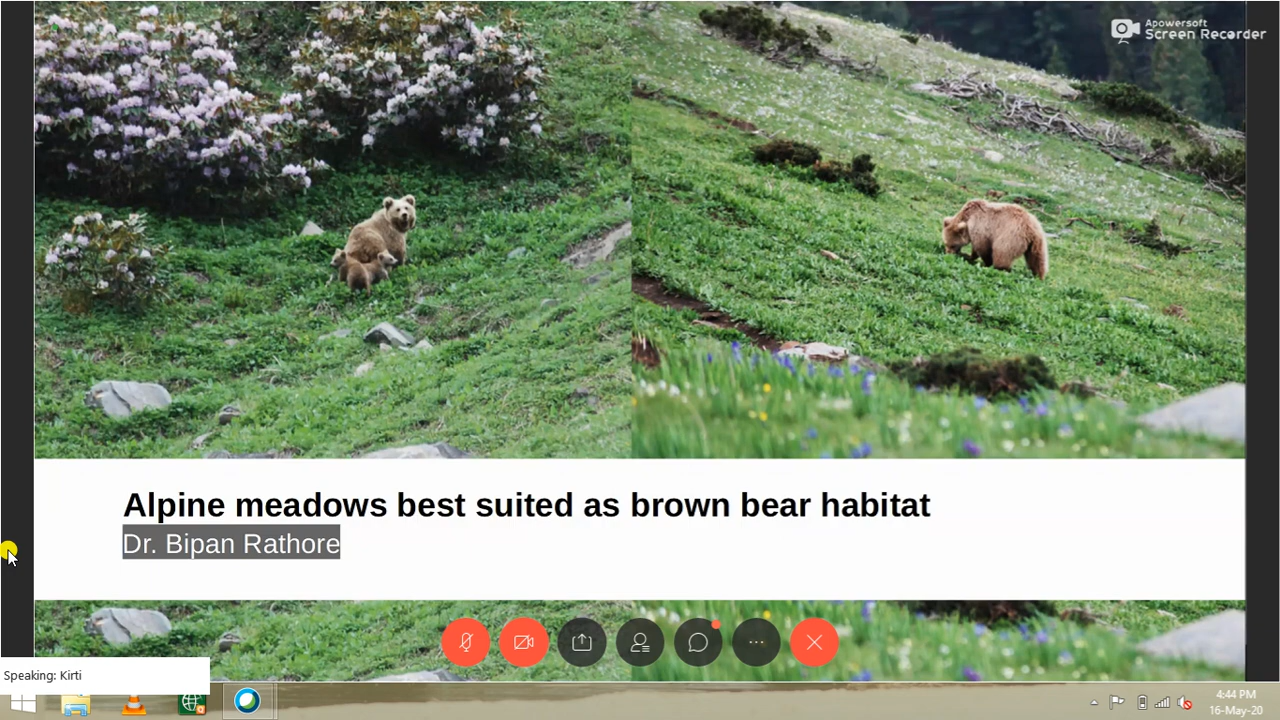 Apowersoft
Screen Recorder
Alpine meadows best suited as brown bear habitat
Dr. Bipan Rathore
Speaking: Kirti
4:44 PM
16-May-20